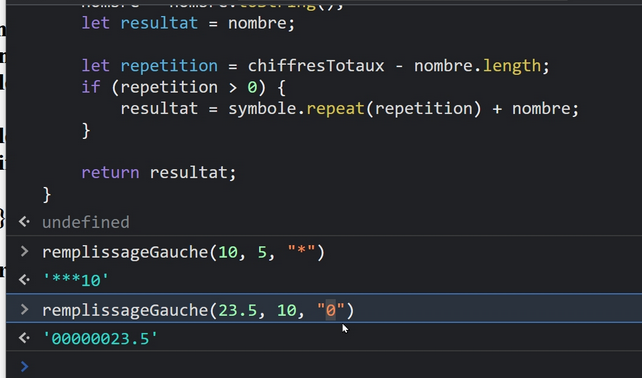 nombre = nombre.toString();
let resultat = nombre;
let repetition = chiffresTotaux - nombre.length;
if (repetition > 0) {
resultat = symbole.repeat(repetition) + nombre;
}
return resultat;
}
undefined
remplissageGauche(10, 5, "*")
'***10'
remplissageGauche(23.5, 10, "0")
'00000023.5'